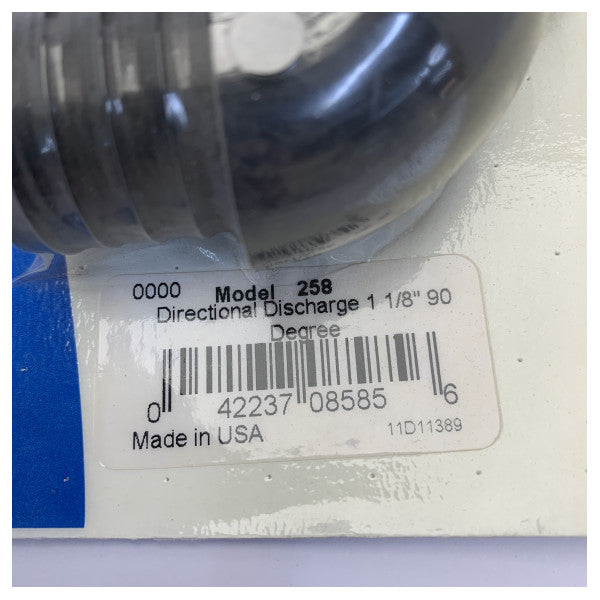 0000 Model 258
Directional Discharge 1 1/8" 90
Degree
0 42237 08585 6
Made in USA 11D11389